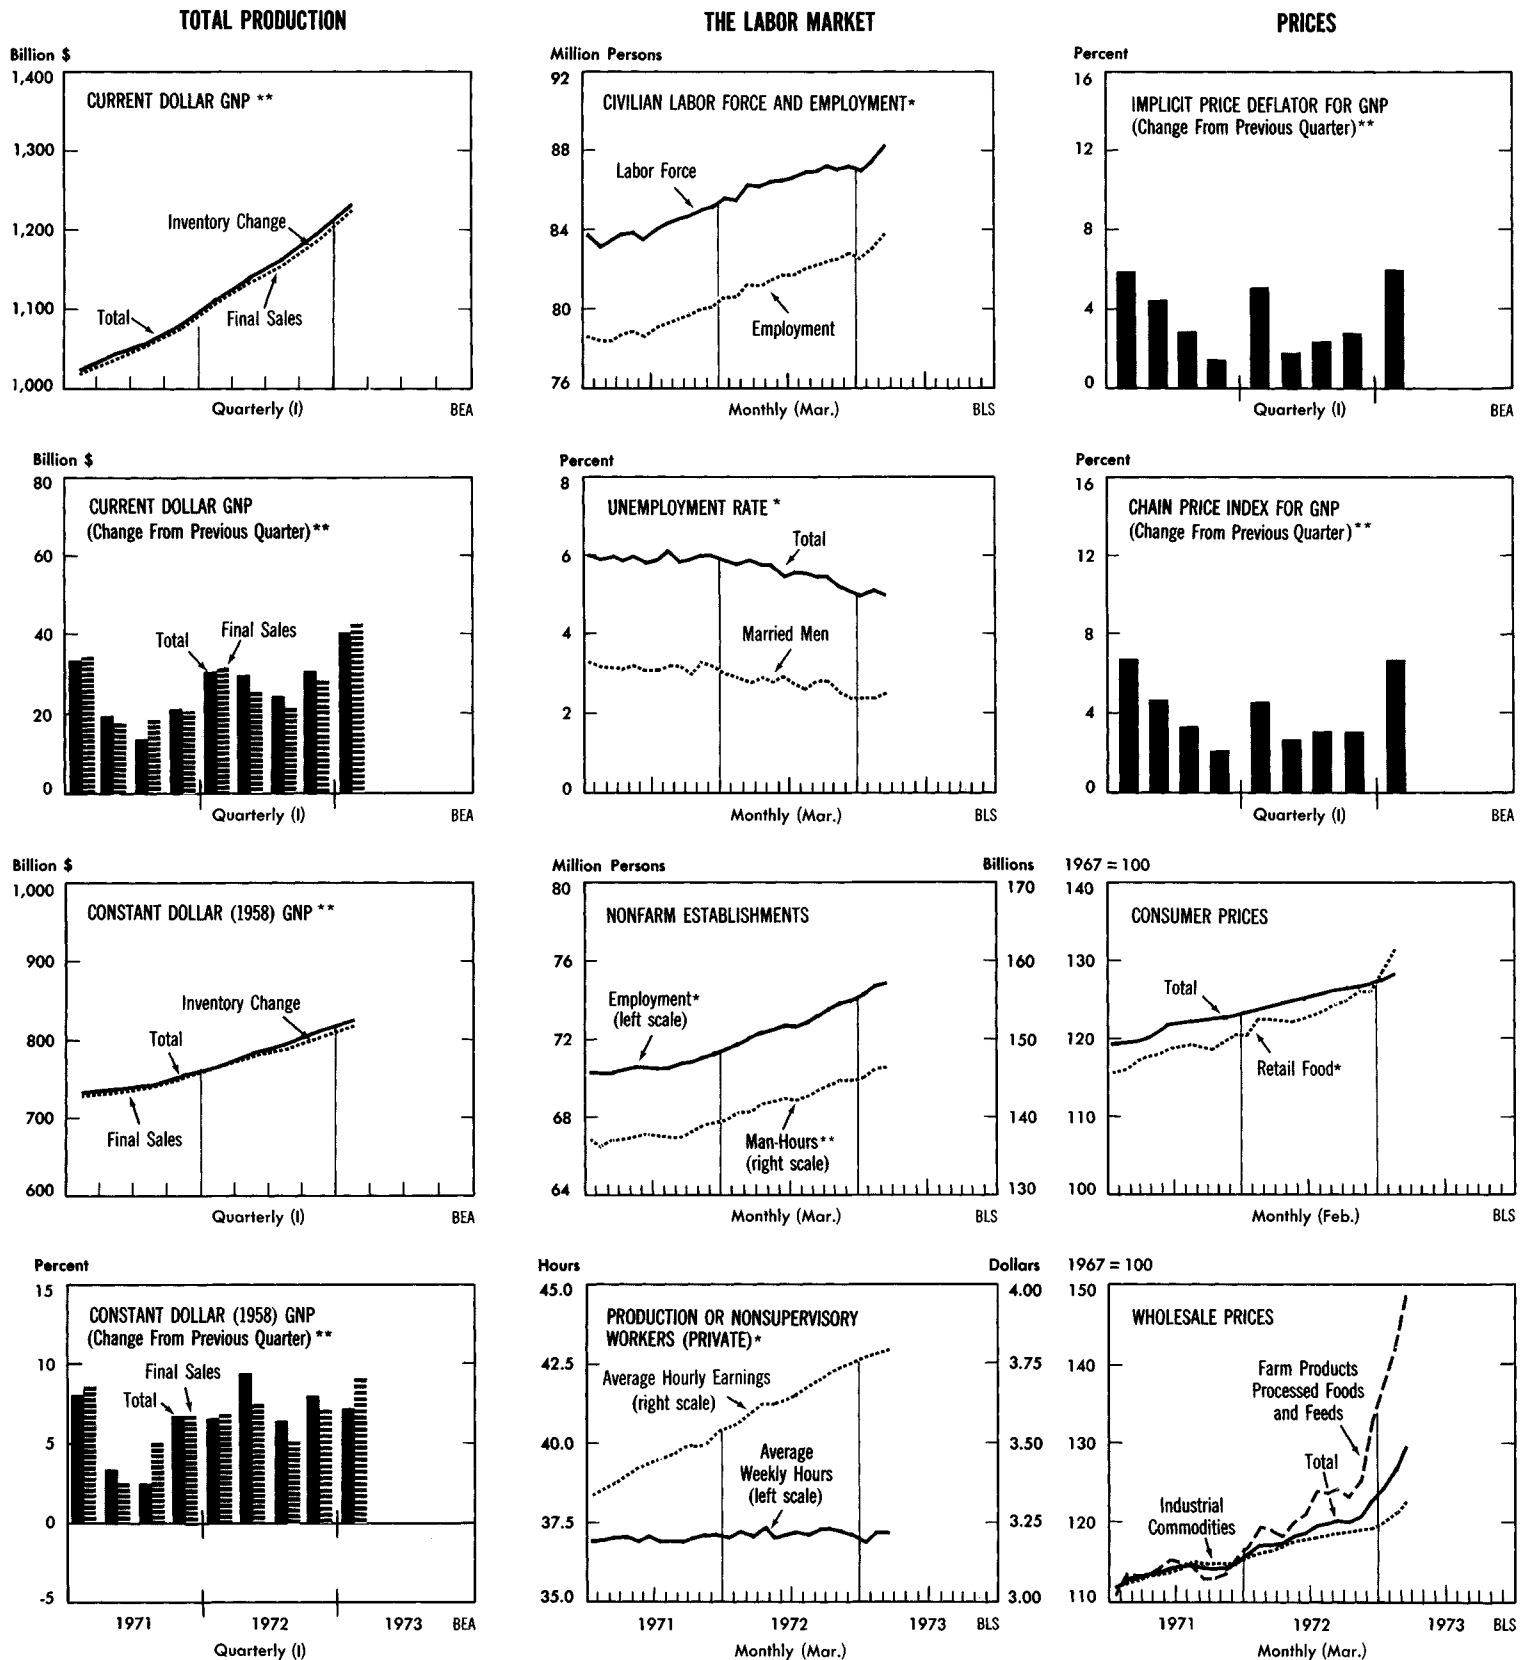 TOTAL PRODUCTION
Billion $
1,400
1,300
1,200
1,100
1,000
CURRENT DOLLAR GNP **
Inventory Change
Total
Final Sales
Quarterly (I)
BEA
Billion $
80
60
40
20
0
CURRENT DOLLAR GNP
(Change From Previous Quarter)**
Total
Final Sales
Quarterly (I)
BEA
Billion $
1,000
900
800
700
600
CONSTANT DOLLAR (1958) GNP **
Inventory Change
Total
Final Sales
Quarterly (I)
BEA
Percent
15
10
5
0
-5
CONSTANT DOLLAR (1958) GNP
(Change From Previous Quarter) **
Final Sales
Total
1971
1972
1973
BEA
Quarterly (I)
THE LABOR MARKET
Million Persons
92
88
84
80
76
CIVILIAN LABOR FORCE AND EMPLOYMENT*
Labor Force
Employment
Monthly (Mar.)
BLS
Percent
8
6
4
2
0
UNEMPLOYMENT RATE *
Total
Married Men
Monthly (Mar.)
BLS
Million Persons
Billions
80
76
72
68
64
170
160
150
140
130
NONFARM ESTABLISHMENTS
Employment*
(left scale)
Man-Hours**
(right scale)
Monthly (Mar.)
BLS
Hours
Dollars
45.0
42.5
40.0
37.5
35.0
4.00
3.75
3.50
3.25
3.00
PRODUCTION OR NONSUPERVISORY
WORKERS (PRIVATE)*
Average Hourly Earnings
(right scale)
Average
Weekly Hours
(left scale)
1971
1972
1973
BLS
Monthly (Mar.)
PRICES
Percent
16
12
8
4
0
IMPLICIT PRICE DEFLATOR FOR GNP
(Change From Previous Quarter)**
Quarterly (I)
BEA
Percent
16
12
8
4
0
CHAIN PRICE INDEX FOR GNP
(Change From Previous Quarter)**
Quarterly (I)
BEA
1967 = 100
140
130
120
110
100
CONSUMER PRICES
Total
Retail Food*
Monthly (Feb.)
BLS
1967 = 100
150
140
130
120
110
WHOLESALE PRICES
Farm Products
Processed Foods
and Feeds
Total
Industrial
Commodities
1971
1972
1973
BLS
Monthly (Mar.)